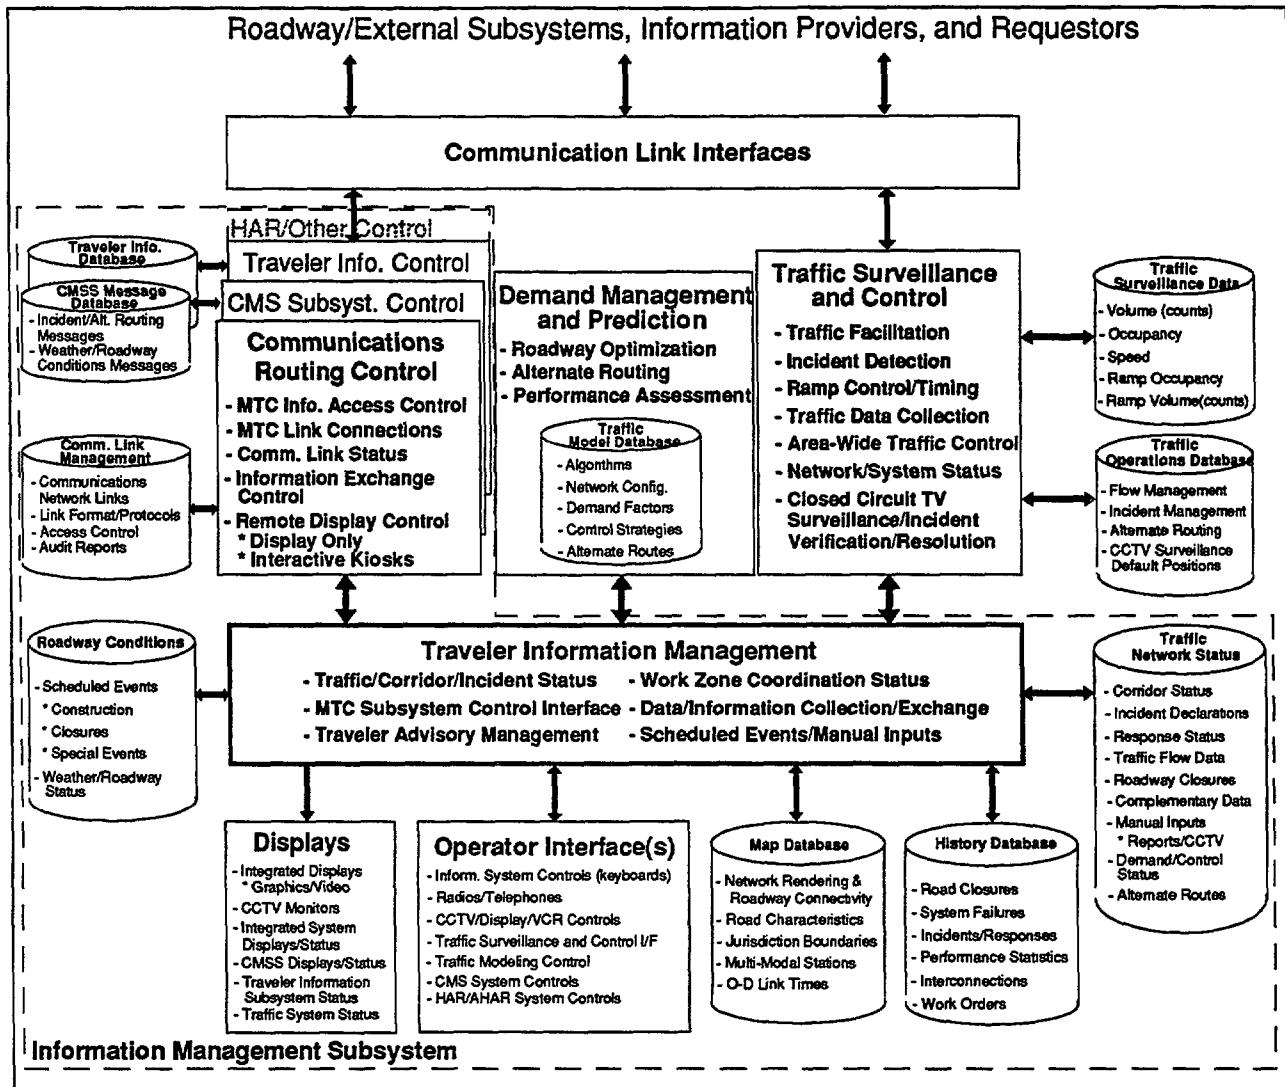 Roadway/External Subsystems, Information Providers, and Requestors
Communication Link Interfaces
HAR/Other Control
Traveler Info. Control
CMS Subsyst. Control
Communications
Routing Control
- MTC Info. Access Control
- MTC Link Connections
- Comm. Link Status
- Information Exchange
Control
- Remote Display Control
* Display Only
* Interactive Kiosks
Traveler Info.
Database
CMSS Message
Database
- Incident/Alt. Routing
Messages
- Weather/Roadway
Conditions Messages
Comm. Link
Management
- Communications
Network Links
- Link Format/Protocols
- Access Control
- Audit Reports
Demand Management
and Prediction
- Roadway Optimization
- Alternate Routing
- Performance Assessment
Traffic
Model Database
- Algorithms
- Network Config.
- Demand Factors
- Control Strategies
- Alternate Routes
Traffic Surveillance
and Control
- Traffic Facilitation
- Incident Detection
- Ramp Control/Timing
- Traffic Data Collection
- Area-Wide Traffic Control
- Network/System Status
- Closed Circuit TV
Surveillance/Incident
Verification/Resolution
Traffic
Surveillance Data
- Volume (counts)
- Occupancy
- Speed
- Ramp Occupancy
- Ramp Volume(counts)
Traffic
Operations Database
- Flow Management
- Incident Management
- Alternate Routing
- CCTV Surveillance
Default Positions
Roadway Conditions
- Scheduled Events
* Construction
* Closures
* Special Events
- Weather/Roadway
Status
Traveler Information Management
- Traffic/Corridor/Incident Status
- MTC Subsystem Control Interface
- Traveler Advisory Management
- Work Zone Coordination Status
- Data/Information Collection/Exchange
- Scheduled Events/Manual Inputs
Traffic
Network Status
- Corridor Status
- Incident Declarations
- Response Status
- Traffic Flow Data
- Roadway Closures
- Complementary Data
- Manual Inputs
* Reports/CCTV
- Demand/Control
Status
- Alternate Routes
Displays
- Integrated Displays
* Graphics/Video
- CCTV Monitors
- Integrated System
Displays/Status
- CMSS Displays/Status
- Traveler Information
Subsystem Status
- Traffic System Status
Operator Interface(s)
- Inform. System Controls (keyboards)
- Radios/Telephones
- CCTV/Display/VCR Controls
- Traffic Surveillance and Control I/F
- Traffic Modeling Control
- CMS System Controls
- HAR/AHAR System Controls
Map Database
- Network Rendering &
Roadway Connectivity
- Road Characteristics
- Jurisdiction Boundaries
- Multi-Modal Stations
- O-D Link Times
History Database
- Road Closures
- System Failures
- Incidents/Responses
- Performance Statistics
- Interconnections
- Work Orders
Information Management Subsystem